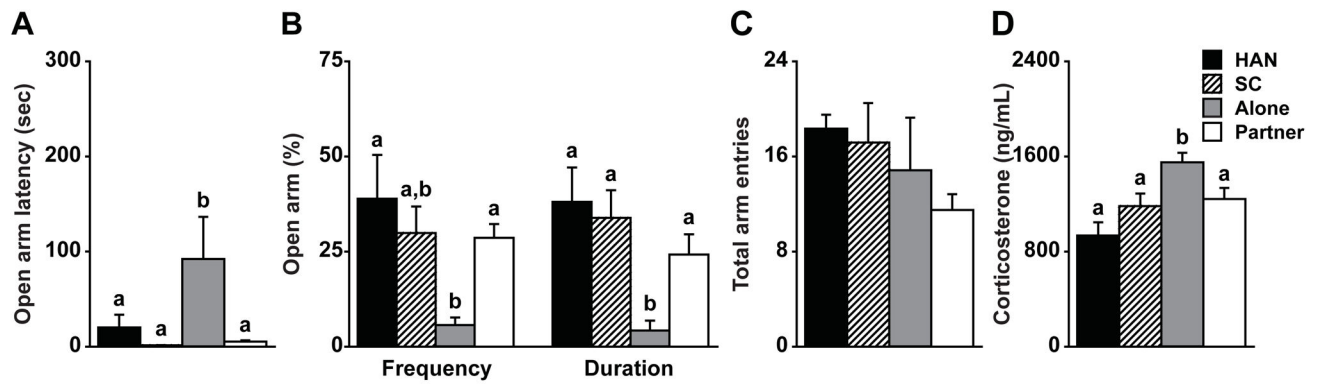 A
Open arm latency (sec)
300
200
100
0
a
a
b
a
B
Open arm (%)
75
50
25
0
a
a,b
b
a
a
a
b
a
Frequency
Duration
C
Total arm entries
24
16
8
0
D
Corticosterone (ng/mL)
2400
1600
800
0
a
a
b
a
HAN
SC
Alone
Partner